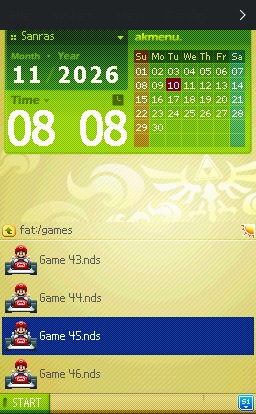 Sanras
akmenu.
Month • Year
11 / 2026
Time
08 08
Su Mo Tu We Th Fr Sa
01 02 03 04 05 06 07
08 09 10 11 12 13 14
15 16 17 18 19 20 21
22 23 24 25 26 27 28
29 30
fat:/games
Game 43.nds
Game 44.nds
Game 45.nds
Game 46.nds
START
S1